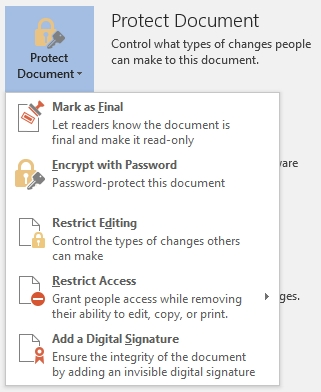 Protect Document
Control what types of changes people
can make to this document.
Protect
Document
Mark as Final
Let readers know the document is
final and make it read-only
Encrypt with Password
Password-protect this document
Restrict Editing
Control the types of changes others
can make
Restrict Access
Grant people access while removing
their ability to edit, copy, or print.
Add a Digital Signature
Ensure the integrity of the document
by adding an invisible digital signature